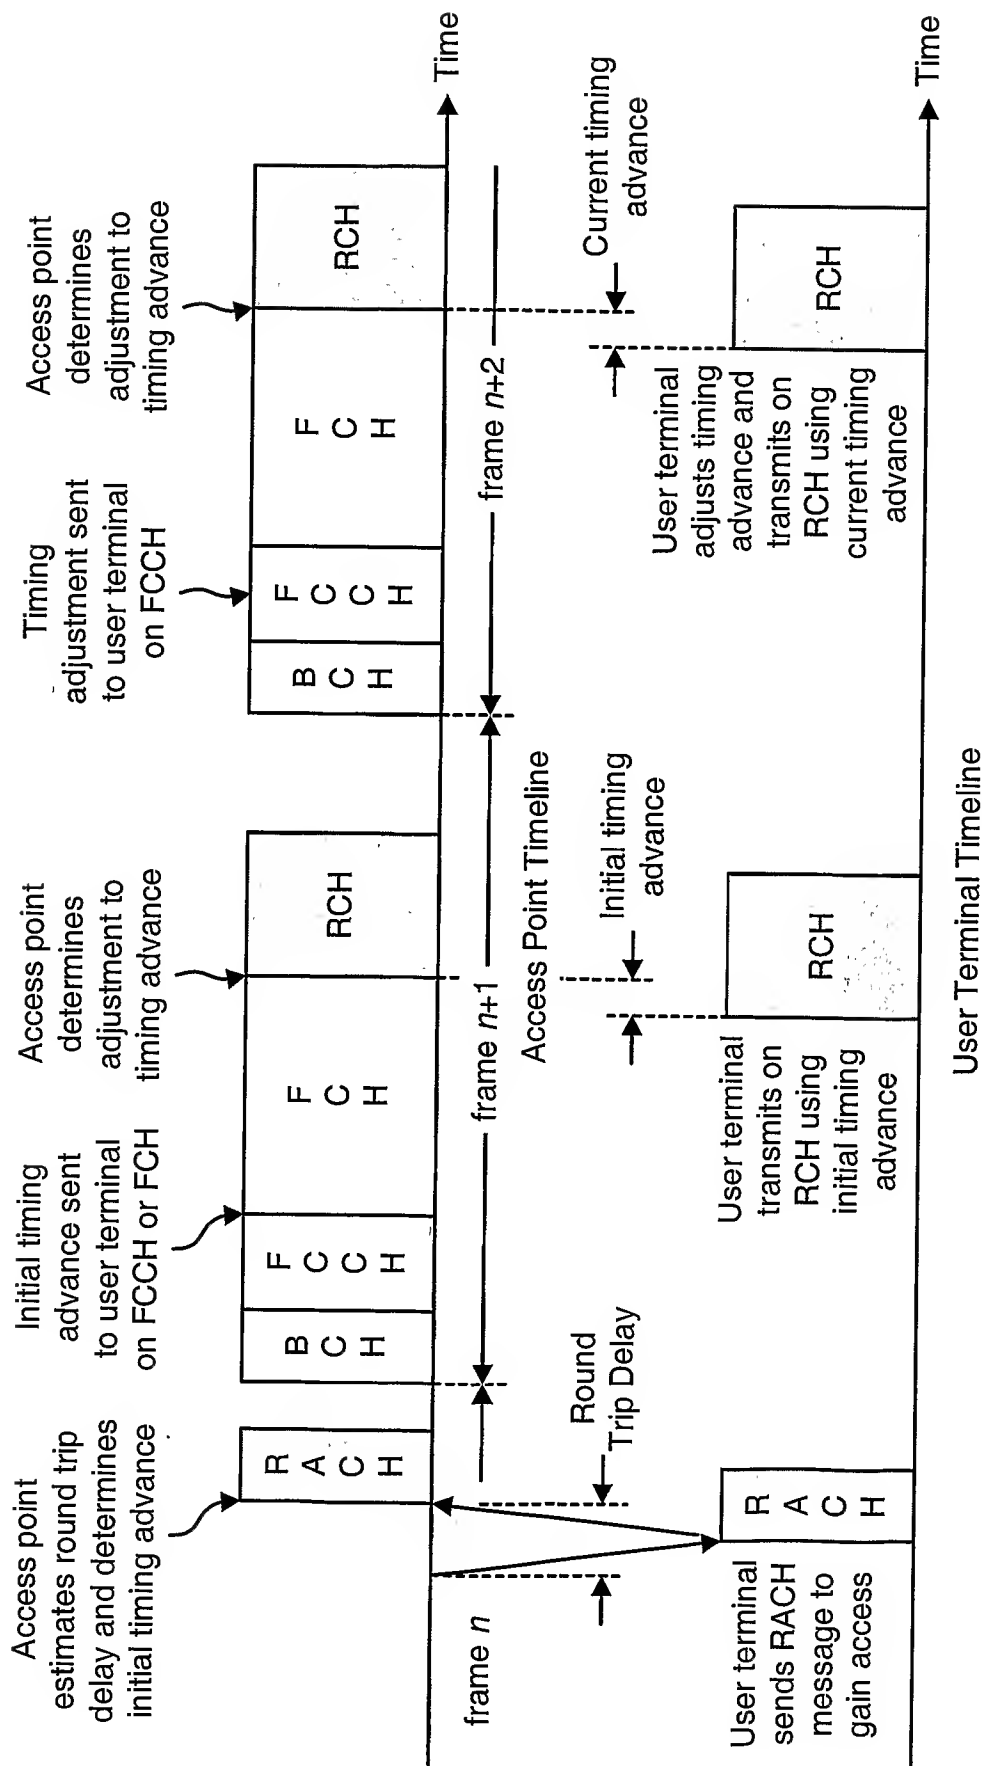 Access point
estimates round trip
delay and determines
initial timing advance
Initial timing
advance sent
to user terminal
on FCCH or FCH
Access point
determines
adjustment to
timing advance
Timing
adjustment sent
to user terminal
on FCCH
Access point
determines
adjustment to
timing advance
R
A
C
H
B
C
H
F
C
C
H
F
C
H
RCH
B
C
H
F
C
C
H
F
C
H
RCH
Time
frame n
frame n+1
frame n+2
Access Point Timeline
Round
Trip Delay
Initial timing
advance
Current timing
advance
User terminal
sends RACH
message to
gain access
R
A
C
H
User terminal
transmits on
RCH using
initial timing
advance
RCH
User terminal
adjusts timing
advance and
transmits on
RCH using
current timing
advance
RCH
Time
User Terminal Timeline